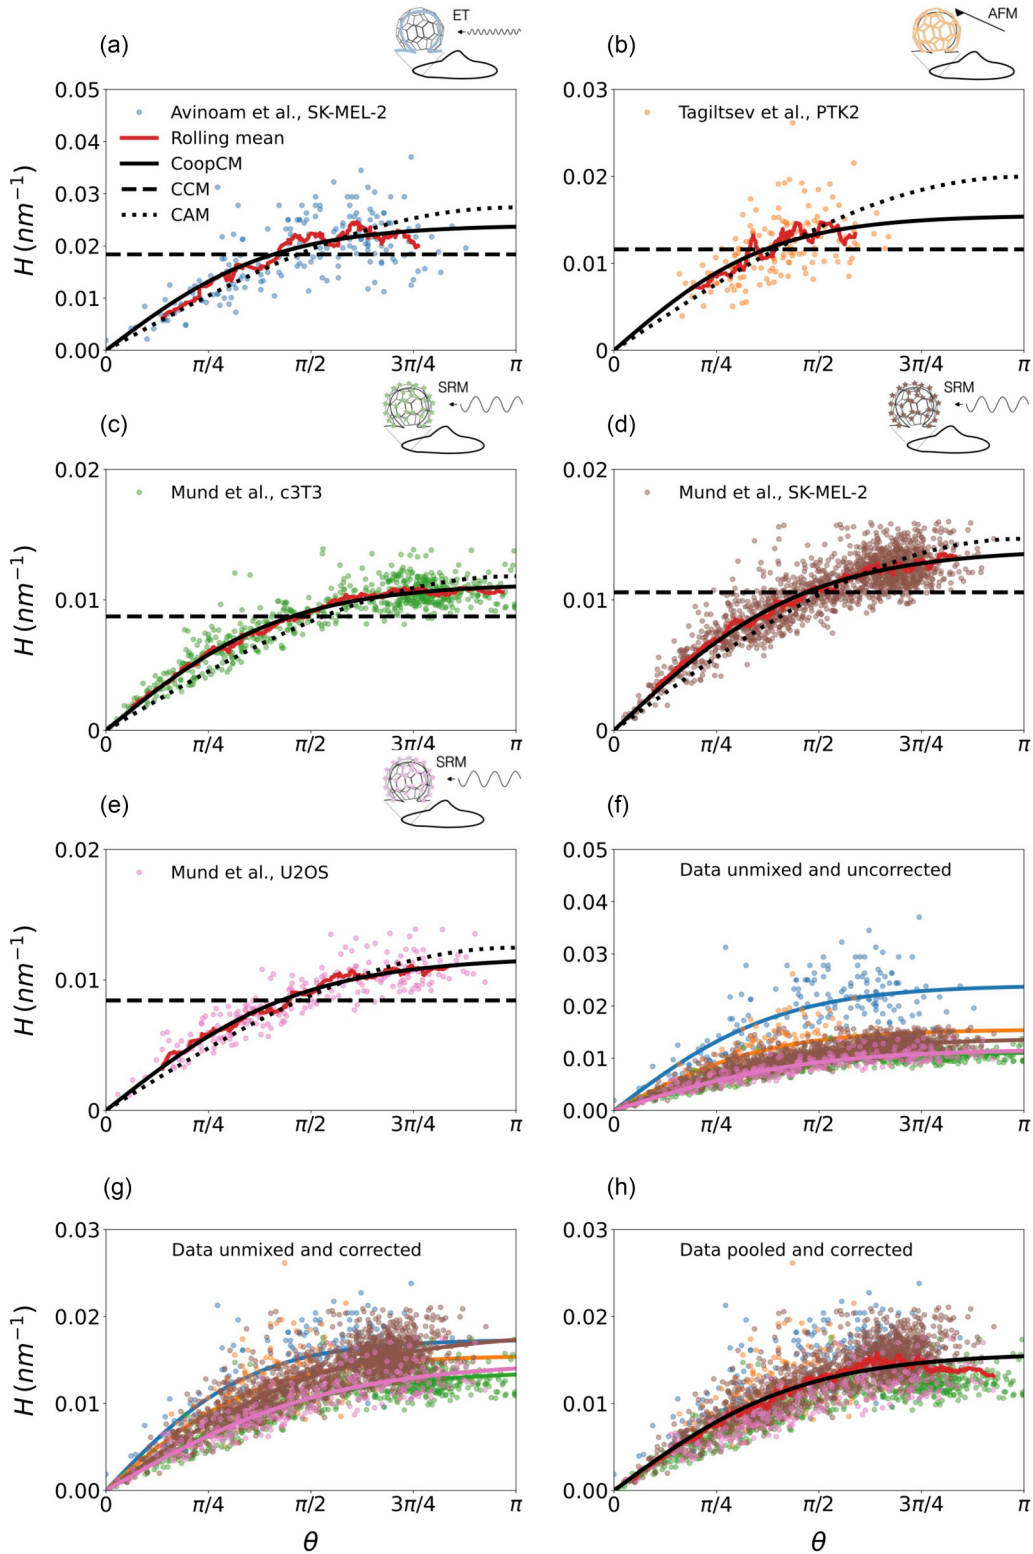 (a)
ET
0.05
Avinoam et al., SK-MEL-2
Rolling mean
CoopCM
CCM
CAM
0.04
0.03
0.02
0.01
0.00
H (nm⁻¹)
0 π/4 π/2 3π/4 π
(b)
AFM
0.03
Tagiltsev et al., PTK2
0.02
0.01
0
0 π/4 π/2 3π/4 π
(c)
SRM
0.02
Mund et al., c3T3
0.01
0
H (nm⁻¹)
0 π/4 π/2 3π/4 π
(d)
SRM
0.02
Mund et al., SK-MEL-2
0.01
0
0 π/4 π/2 3π/4 π
(e)
SRM
0.02
Mund et al., U2OS
0.01
0
H (nm⁻¹)
0 π/4 π/2 3π/4 π
(f)
0.05
Data unmixed and uncorrected
0.04
0.03
0.02
0.01
0.00
0 π/4 π/2 3π/4 π
(g)
0.03
Data unmixed and corrected
0.02
0.01
0.00
H (nm⁻¹)
0 π/4 π/2 3π/4 π
θ
(h)
0.03
Data pooled and corrected
0.02
0.01
0.00
0 π/4 π/2 3π/4 π
θ